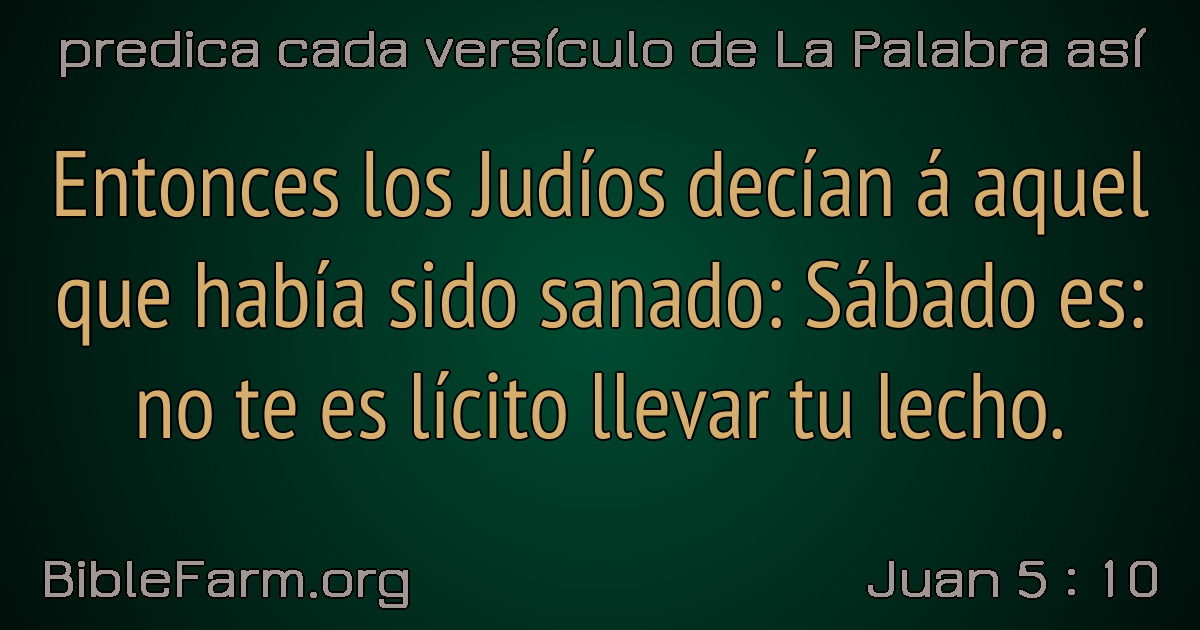 predica cada versículo de La Palabra así
Entonces los Judíos decían á aquel
que había sido sanado: Sábado es:
no te es lícito llevar tu lecho.
BibleFarm.org
Juan 5 : 10